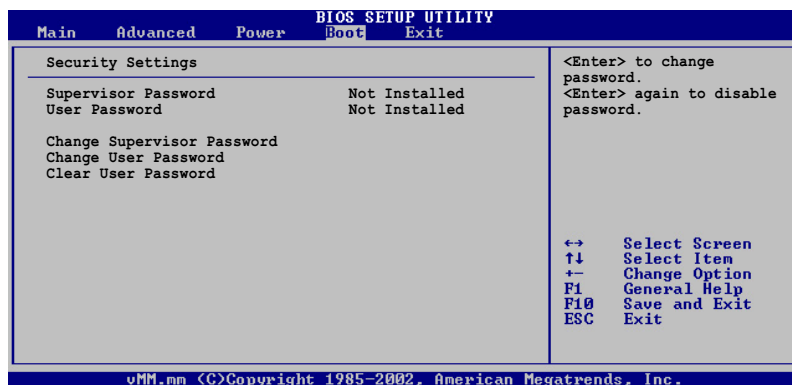 BIOS SETUP UTILITY
Main Advanced Power Boot Exit
Security Settings
Supervisor Password Not Installed
User Password Not Installed
Change Supervisor Password
Change User Password
Clear User Password
<Enter> to change
password.
<Enter> again to disable
password.
←→ Select Screen
↑↓ Select Item
+- Change Option
F1 General Help
F10 Save and Exit
ESC Exit
vMM.mm (C)Copyright 1985-2002, American Megatrends, Inc.